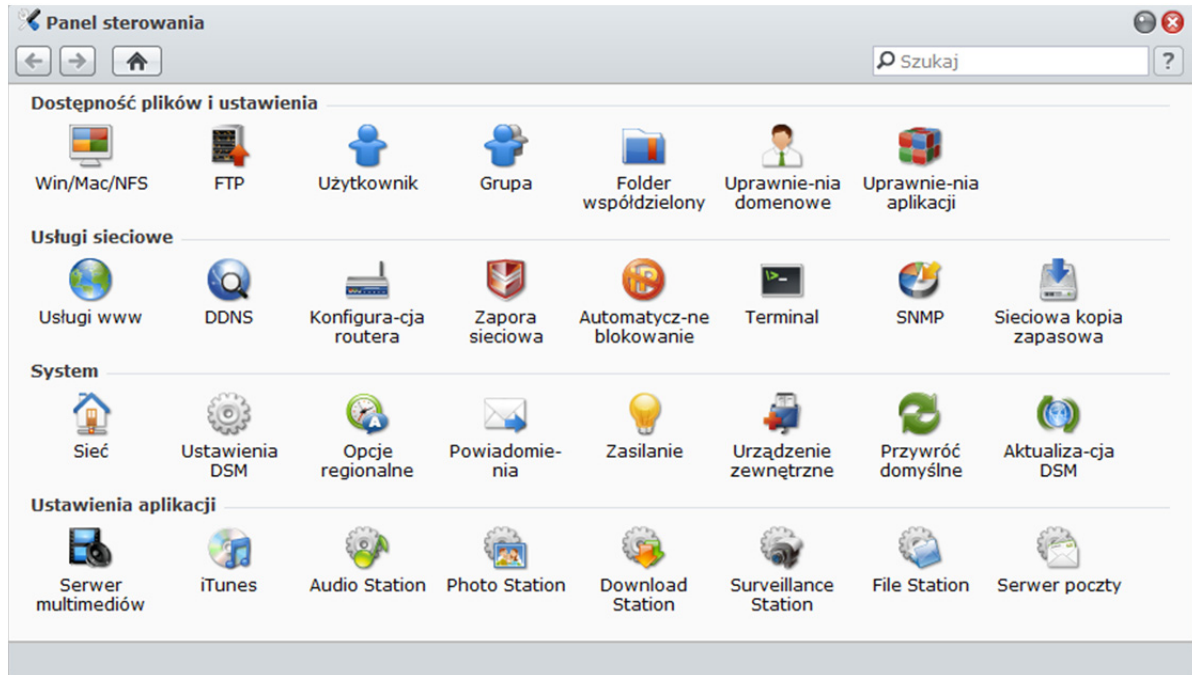 Panel sterowania
Szukaj
?
Dostępność plików i ustawienia
Win/Mac/NFS
FTP
Użytkownik
Grupa
Folder
współdzielony
Uprawnie-nia
domenowe
Uprawnie-nia
aplikacji
Usługi sieciowe
Usługi www
DDNS
Konfigura-cja
routera
Zapora
sieciowa
Automatycz-ne
blokowanie
Terminal
SNMP
Sieciowa kopia
zapasowa
System
Sieć
Ustawienia
DSM
Opcje
regionalne
Powiadomie-
nia
Zasilanie
Urządzenie
zewnętrzne
Przywróć
domyślne
Aktualiza-cja
DSM
Ustawienia aplikacji
Serwer
multimediów
iTunes
Audio Station
Photo Station
Download
Station
Surveillance
Station
File Station
Serwer poczty